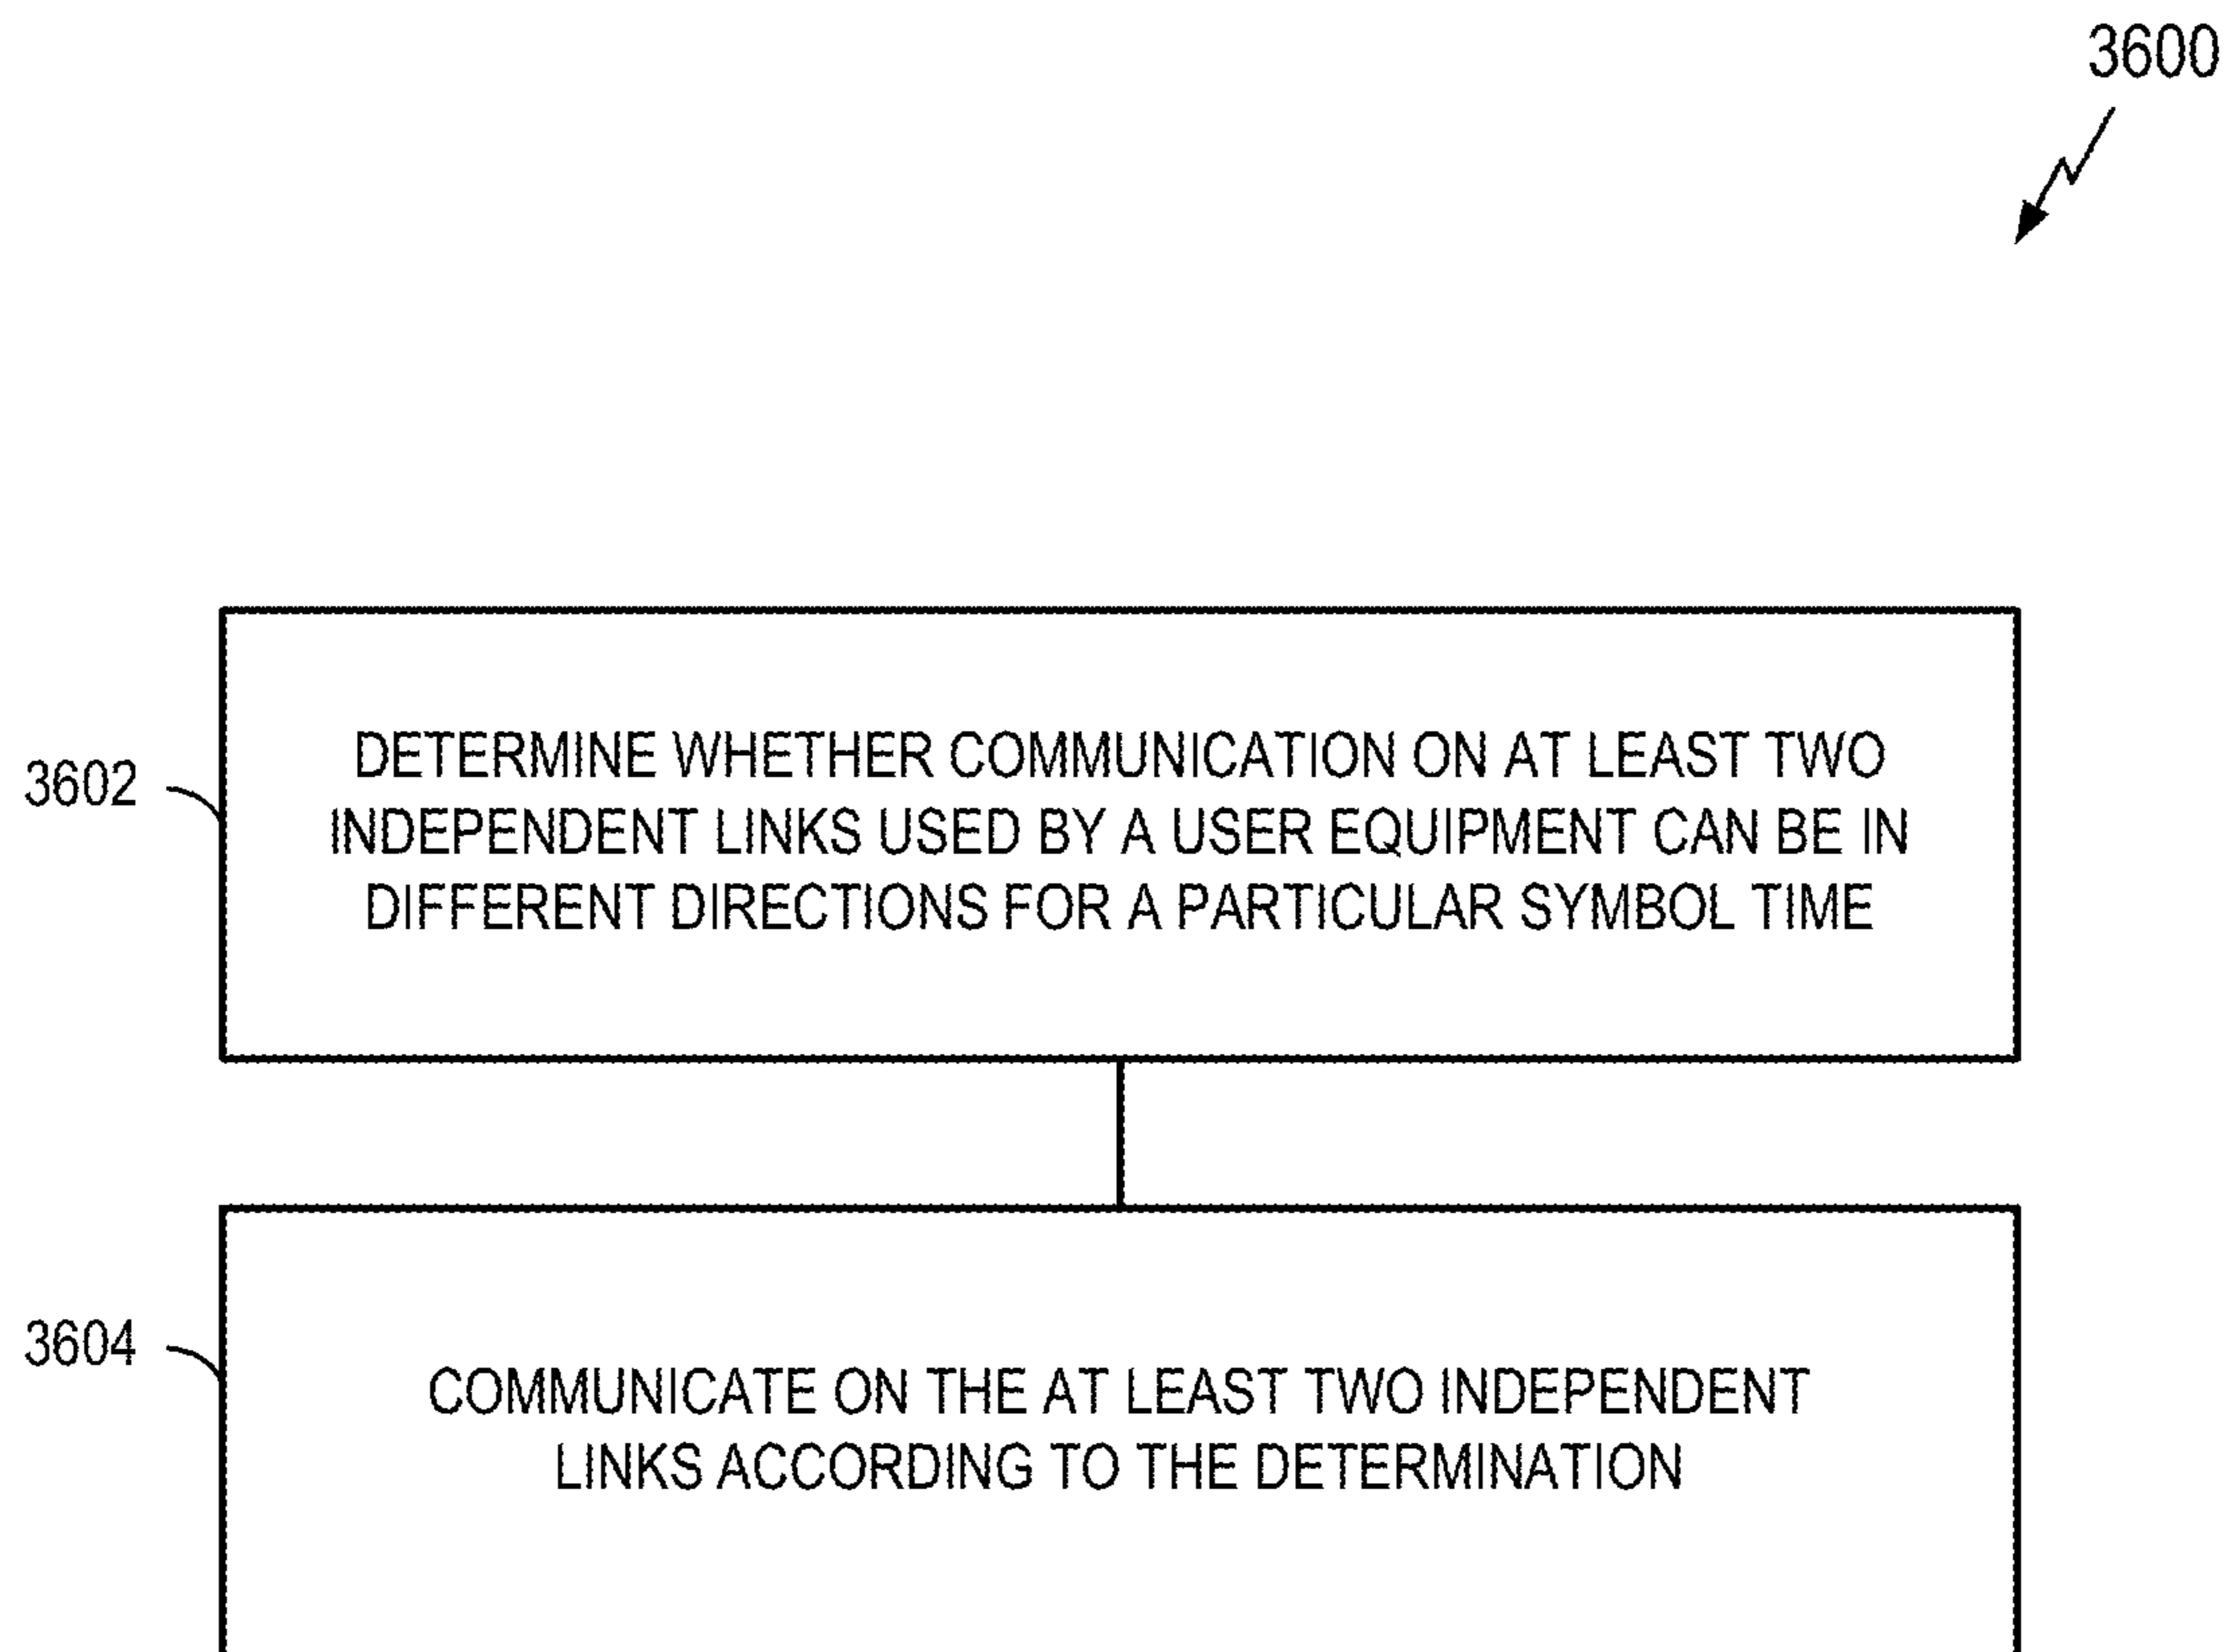 3600
3602
DETERMINE WHETHER COMMUNICATION ON AT LEAST TWO
INDEPENDENT LINKS USED BY A USER EQUIPMENT CAN BE IN
DIFFERENT DIRECTIONS FOR A PARTICULAR SYMBOL TIME
3604
COMMUNICATE ON THE AT LEAST TWO INDEPENDENT
LINKS ACCORDING TO THE DETERMINATION